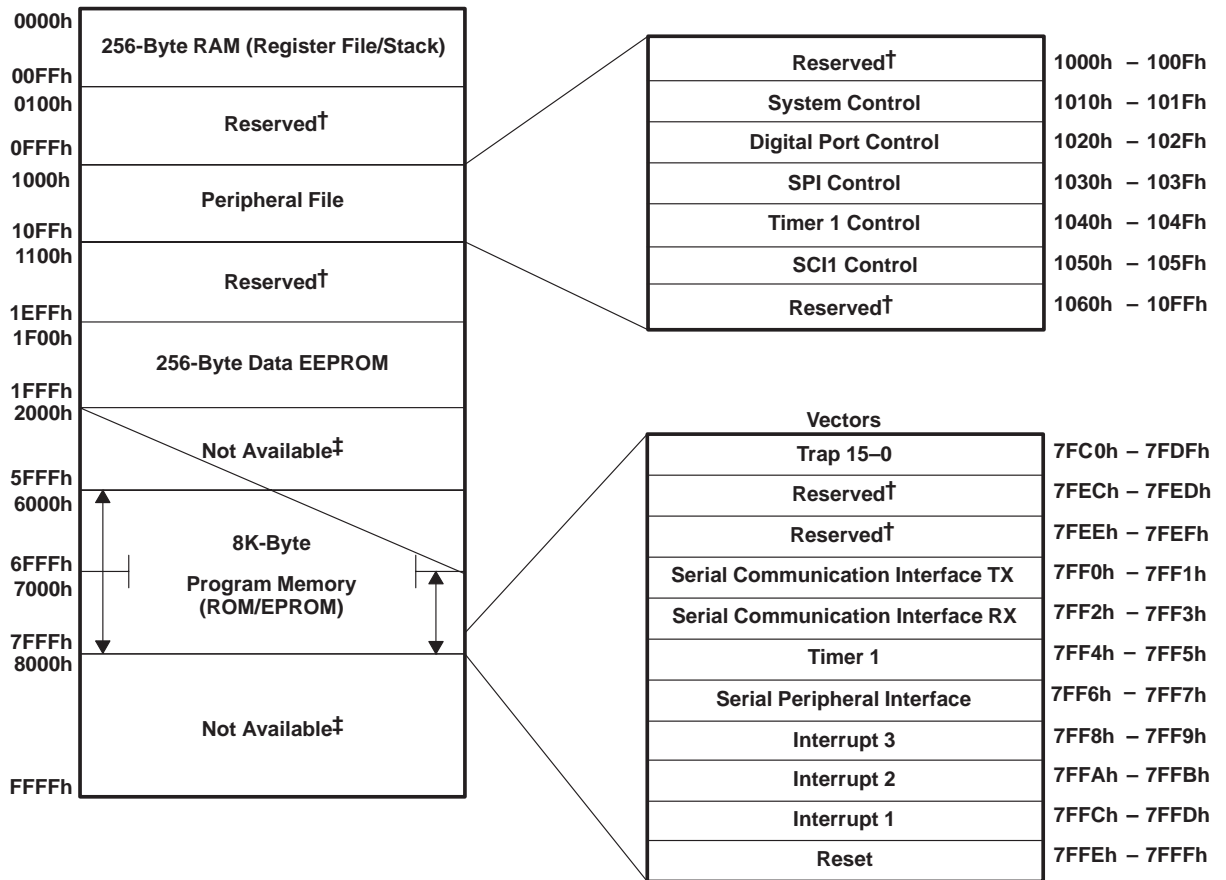 0000h
256-Byte RAM (Register File/Stack)
00FFh
0100h
Reserved†
0FFFh
1000h
Peripheral File
10FFh
1100h
Reserved†
1EFFh
1F00h
256-Byte Data EEPROM
1FFFh
2000h
Not Available‡
5FFFh
6000h
8K-Byte
6FFFh
7000h
Program Memory
(ROM/EPROM)
7FFFh
8000h
Not Available‡
FFFFh
Reserved† 1000h – 100Fh
System Control 1010h – 101Fh
Digital Port Control 1020h – 102Fh
SPI Control 1030h – 103Fh
Timer 1 Control 1040h – 104Fh
SCI1 Control 1050h – 105Fh
Reserved† 1060h – 10FFh
Vectors
Trap 15–0 7FC0h – 7FDFh
Reserved† 7FECh – 7FEDh
Reserved† 7FEEh – 7FEFh
Serial Communication Interface TX 7FF0h – 7FF1h
Serial Communication Interface RX 7FF2h – 7FF3h
Timer 1 7FF4h – 7FF5h
Serial Peripheral Interface 7FF6h – 7FF7h
Interrupt 3 7FF8h – 7FF9h
Interrupt 2 7FFAh – 7FFBh
Interrupt 1 7FFCh – 7FFDh
Reset 7FFEh – 7FFFh